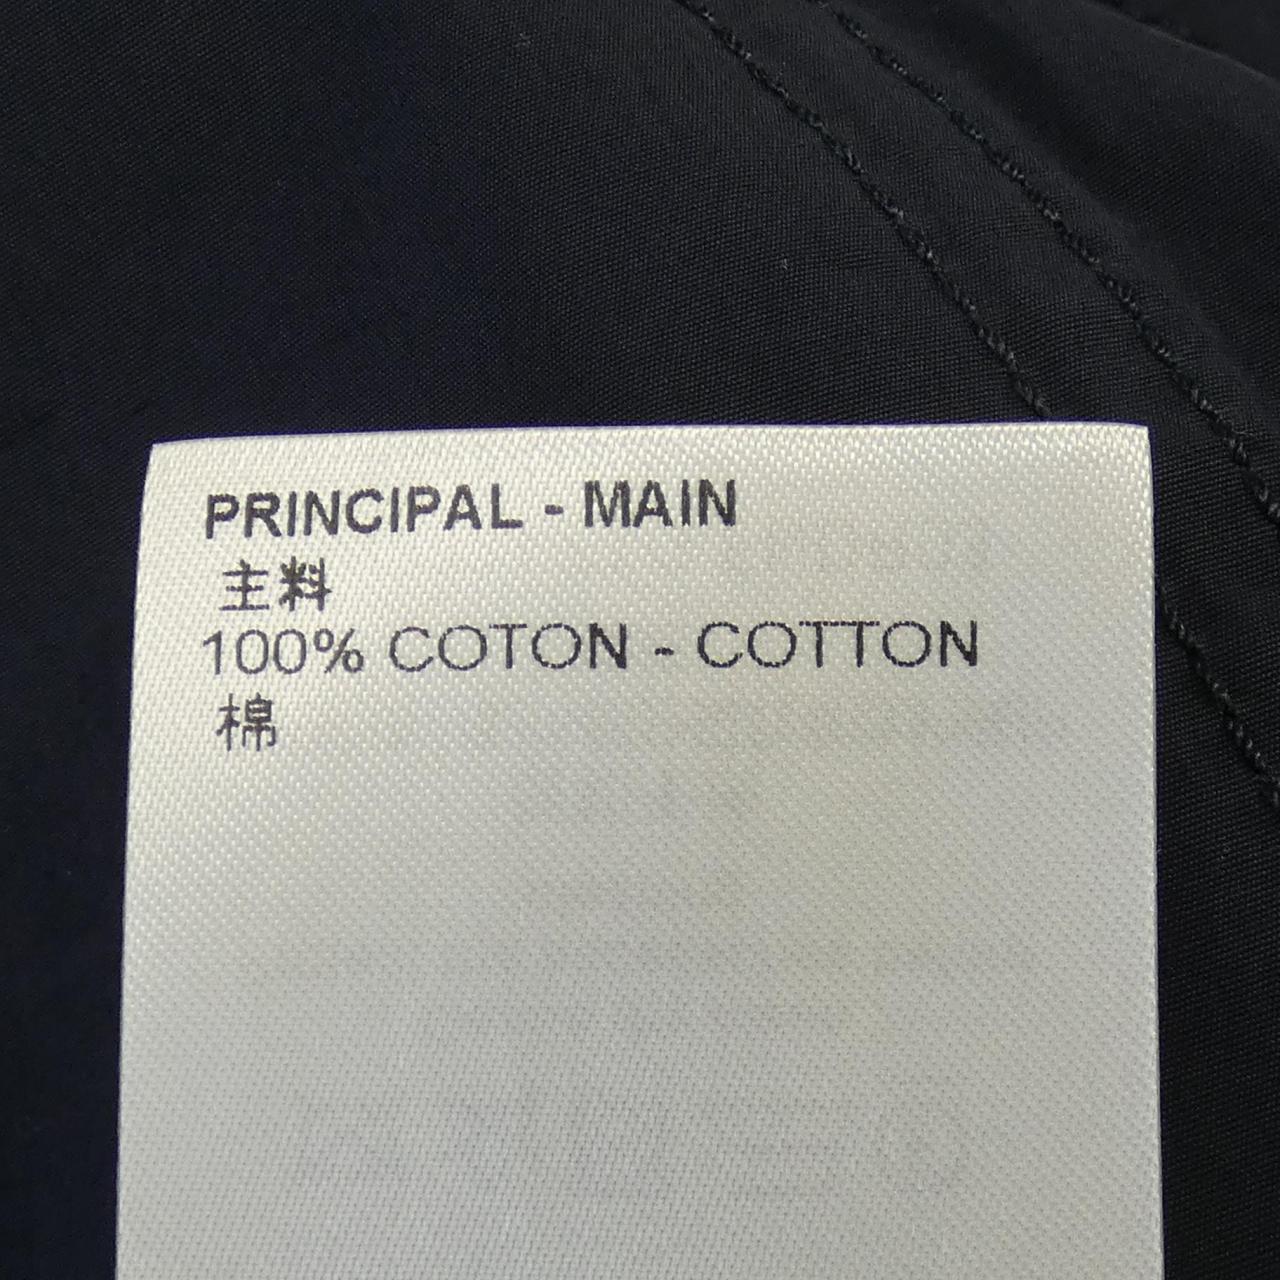 PRINCIPAL - MAIN
主料
100% COTON - COTTON
棉